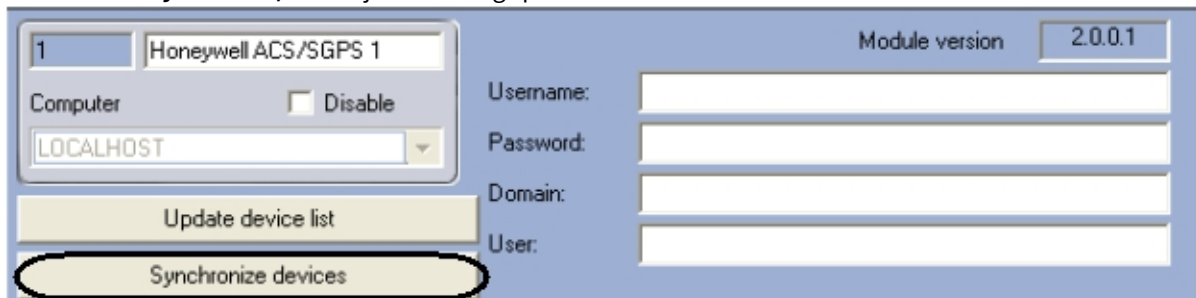 1 Honeywell ACS/SGPS 1
Computer Disable
LOCALHOST
Update device list
Synchronize devices
Module version 2.0.0.1
Username:
Password:
Domain:
User: